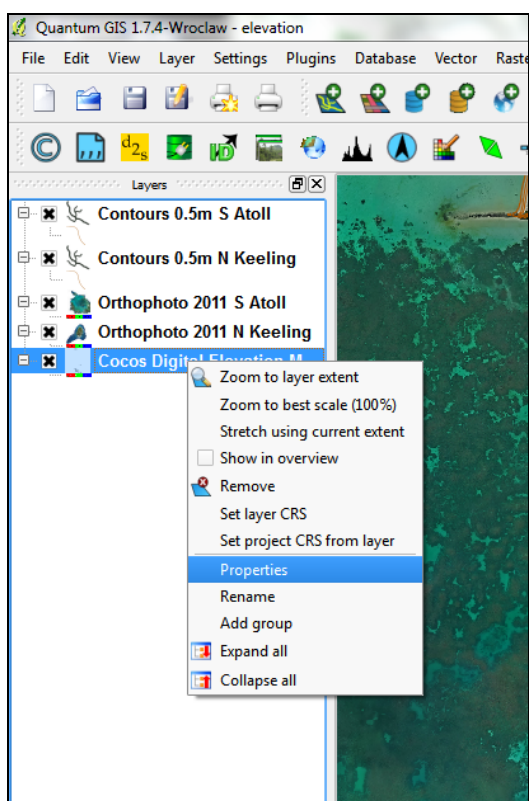 Quantum GIS 1.7.4-Wroclaw - elevation
File Edit View Layer Settings Plugins Database Vector Raste
d2s
Layers
Contours 0.5m S Atoll
Contours 0.5m N Keeling
Orthophoto 2011 S Atoll
Orthophoto 2011 N Keeling
Cocos Digital Elevation M
Zoom to layer extent
Zoom to best scale (100%)
Stretch using current extent
Show in overview
Remove
Set layer CRS
Set project CRS from layer
Properties
Rename
Add group
Expand all
Collapse all